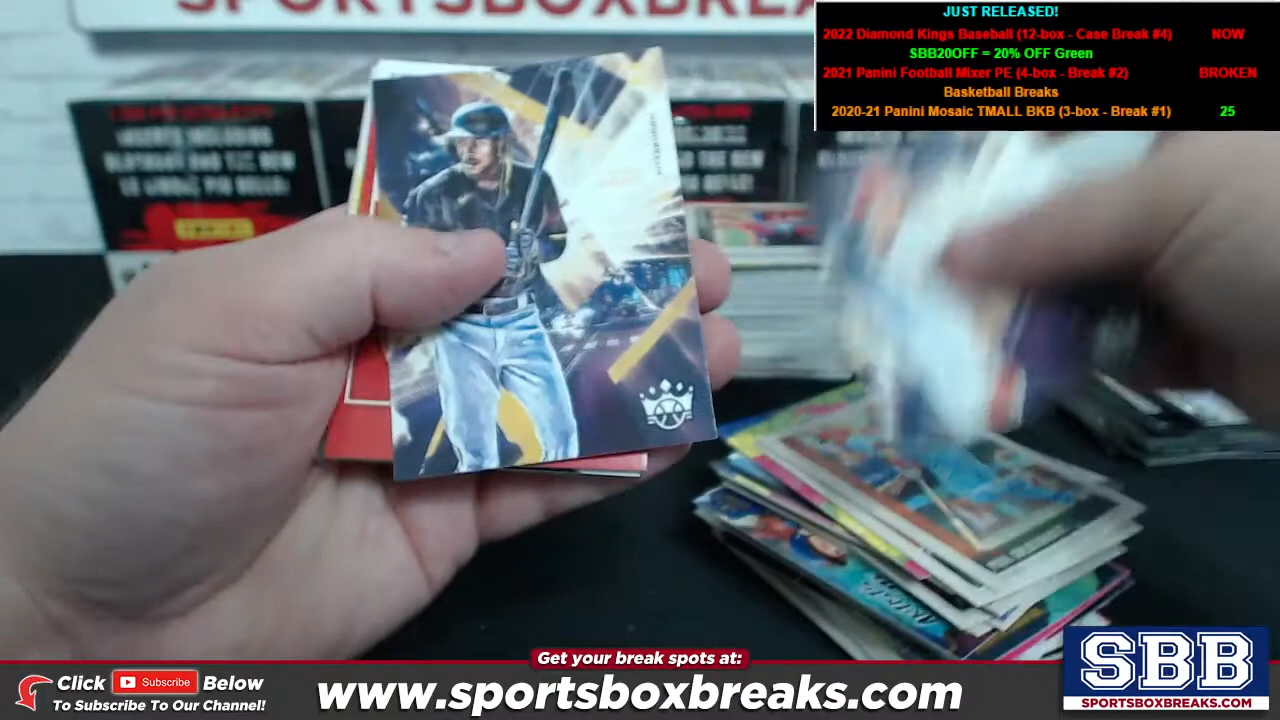 SPORTSBOXBREAKS
JUST RELEASED!
2022 Diamond Kings Baseball (12-box - Case Break #4) NOW
SBB20OFF = 20% OFF Green
2021 Panini Football Mixer PE (4-box - Break #2) BROKEN
Basketball Breaks
2020-21 Panini Mosaic TMALL BKB (3-box - Break #1) 25
PITTSBURGH
PANINI
Get your break spots at:
Click Subscribe Below
To Subscribe To Our Channel!
www.sportsboxbreaks.com
SBB
SPORTSBOXBREAKS.COM